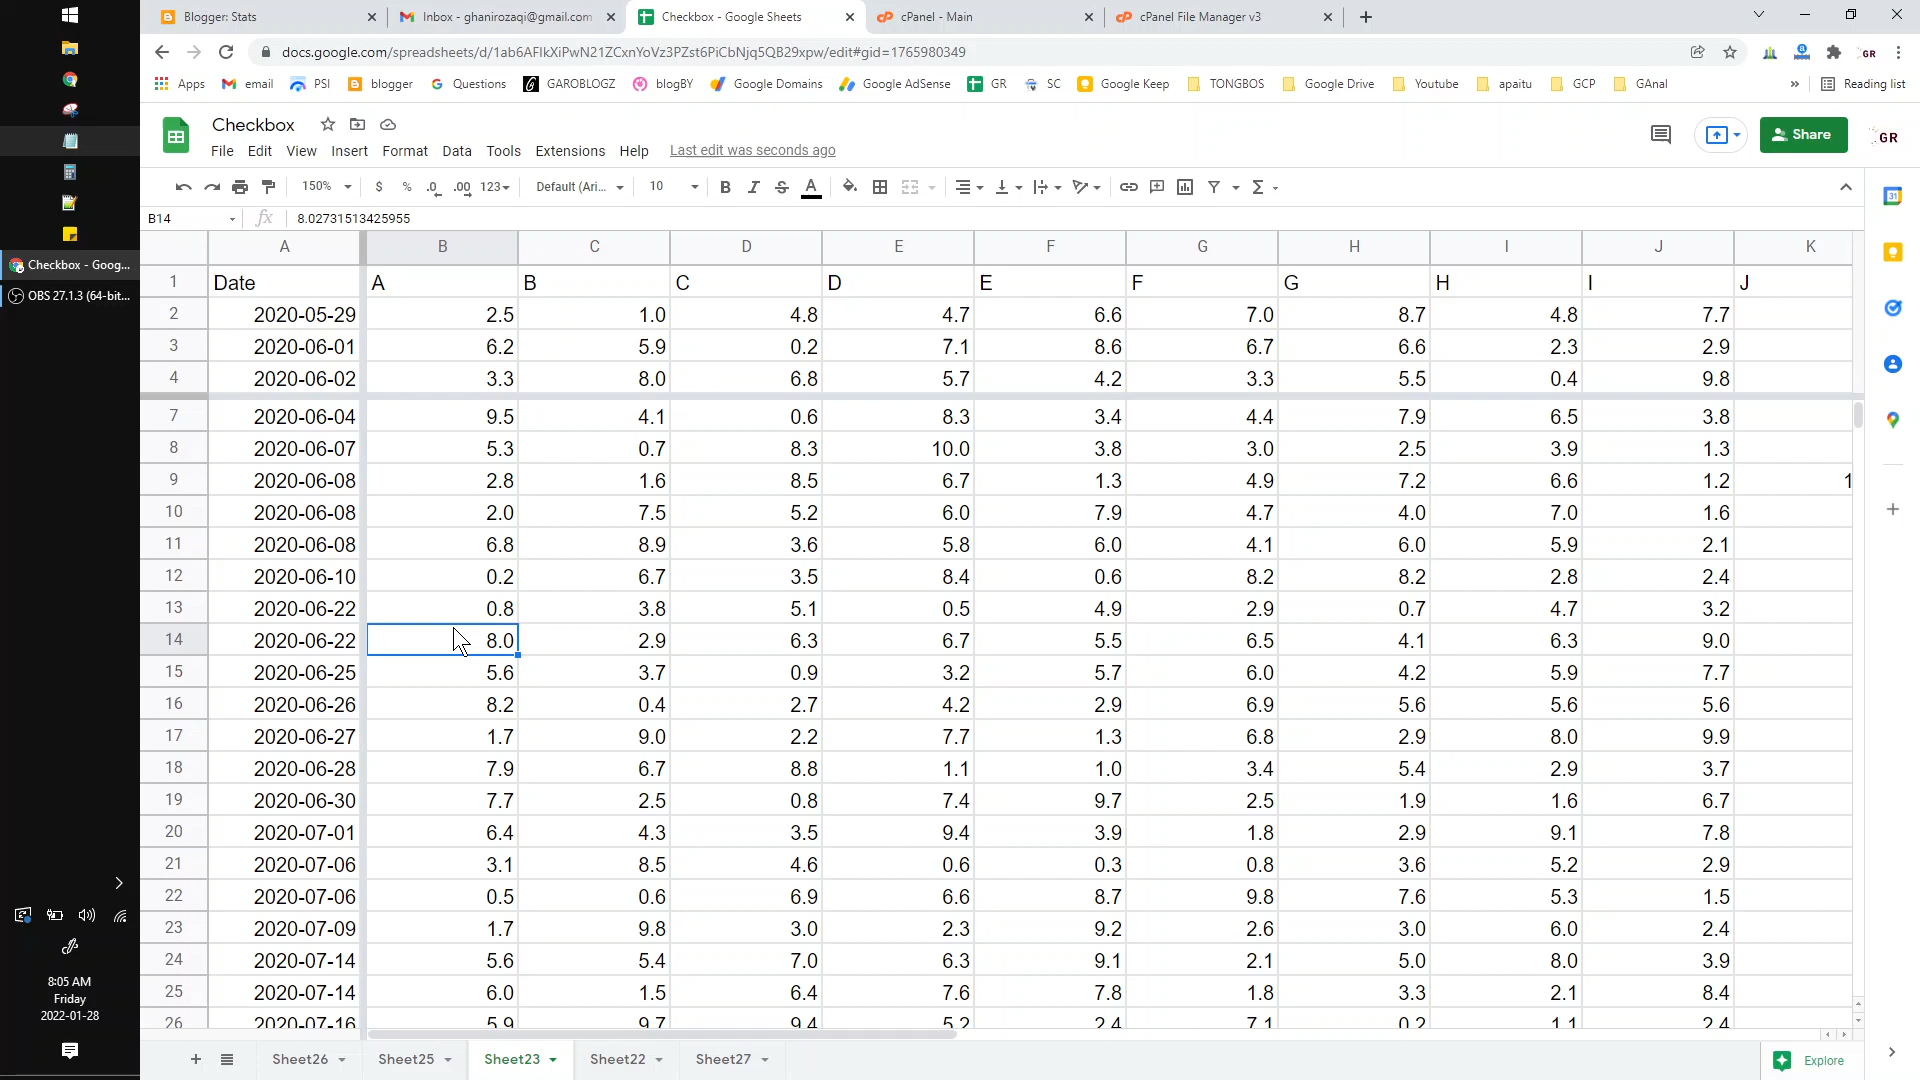 Blogger: Stats
Inbox - ghanirozaqi@gmail.com
Checkbox - Google Sheets
cPanel - Main
cPanel File Manager v3
docs.google.com/spreadsheets/d/1ab6AFIkXiPwN21ZCxnYoVz3PZst6PiCbNjq5QB29xpw/edit#gid=1765980349
GR
Apps email PSI blogger Questions GAROBLOGZ blogBY Google Domains Google AdSense GR SC Google Keep TONGBOS Google Drive Youtube apaitu GCP GAnal » Reading list
Checkbox
File Edit View Insert Format Data Tools Extensions Help Last edit was seconds ago
Share
GR
150% $ % .0 .00 123 Default (Ari... 10 B I S A Σ
B14 fx 8.02731513425955
A B C D E F G H I J K
1 Date A B C D E F G H I J
2 2020-05-29 2.5 1.0 4.8 4.7 6.6 7.0 8.7 4.8 7.7
3 2020-06-01 6.2 5.9 0.2 7.1 8.6 6.7 6.6 2.3 2.9
4 2020-06-02 3.3 8.0 6.8 5.7 4.2 3.3 5.5 0.4 9.8
7 2020-06-04 9.5 4.1 0.6 8.3 3.4 4.4 7.9 6.5 3.8
8 2020-06-07 5.3 0.7 8.3 10.0 3.8 3.0 2.5 3.9 1.3
9 2020-06-08 2.8 1.6 8.5 6.7 1.3 4.9 7.2 6.6 1.2 1
10 2020-06-08 2.0 7.5 5.2 6.0 7.9 4.7 4.0 7.0 1.6
11 2020-06-08 6.8 8.9 3.6 5.8 6.0 4.1 6.0 5.9 2.1
12 2020-06-10 0.2 6.7 3.5 8.4 0.6 8.2 8.2 2.8 2.4
13 2020-06-22 0.8 3.8 5.1 0.5 4.9 2.9 0.7 4.7 3.2
14 2020-06-22 8.0 2.9 6.3 6.7 5.5 6.5 4.1 6.3 9.0
15 2020-06-25 5.6 3.7 0.9 3.2 5.7 6.0 4.2 5.9 7.7
16 2020-06-26 8.2 0.4 2.7 4.2 2.9 6.9 5.6 5.6 5.6
17 2020-06-27 1.7 9.0 2.2 7.7 1.3 6.8 2.9 8.0 9.9
18 2020-06-28 7.9 6.7 8.8 1.1 1.0 3.4 5.4 2.9 3.7
19 2020-06-30 7.7 2.5 0.8 7.4 9.7 2.5 1.9 1.6 6.7
20 2020-07-01 6.4 4.3 3.5 9.4 3.9 1.8 2.9 9.1 7.8
21 2020-07-06 3.1 8.5 4.6 0.6 0.3 0.8 3.6 5.2 2.9
22 2020-07-06 0.5 0.6 6.9 6.6 8.7 9.8 7.6 5.3 1.5
23 2020-07-09 1.7 9.8 3.0 2.3 9.2 2.6 3.0 6.0 2.4
24 2020-07-14 5.6 5.4 7.0 6.3 9.1 2.1 5.0 8.0 3.9
25 2020-07-14 6.0 1.5 6.4 7.6 7.8 1.8 3.3 2.1 8.4
26 2020-07-16 5.9 9.7 9.4 5.2 2.4 7.1 0.2 1.1 2.4
Sheet26 Sheet25 Sheet23 Sheet22 Sheet27
Explore
31
Checkbox - Goog...
OBS 27.1.3 (64-bit...
8:05 AM
Friday
2022-01-28